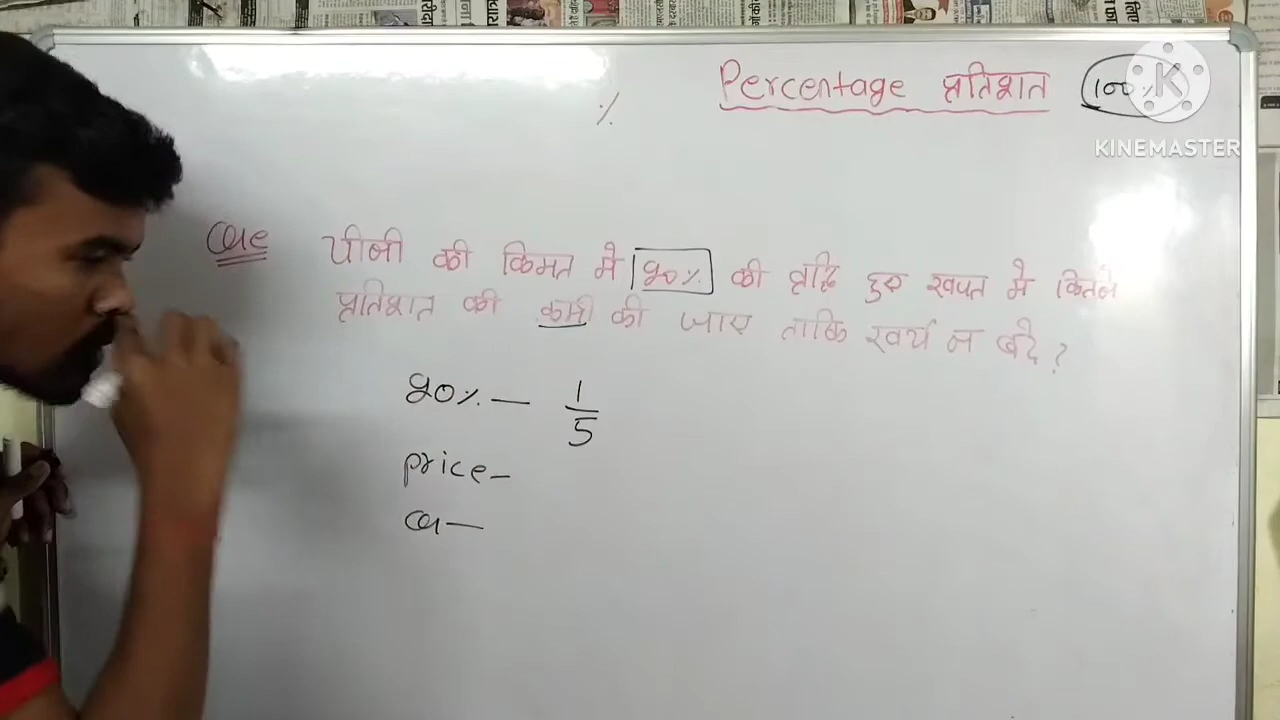 Percentage प्रतिशत 100%
KINEMASTER
%
Que चीनी की किमत मे 20% की वृद्धि हुए खपत मे कितने
प्रतिशत की कमी की जाए ताकि खर्च न बढे ?
20% — 1/5
price -